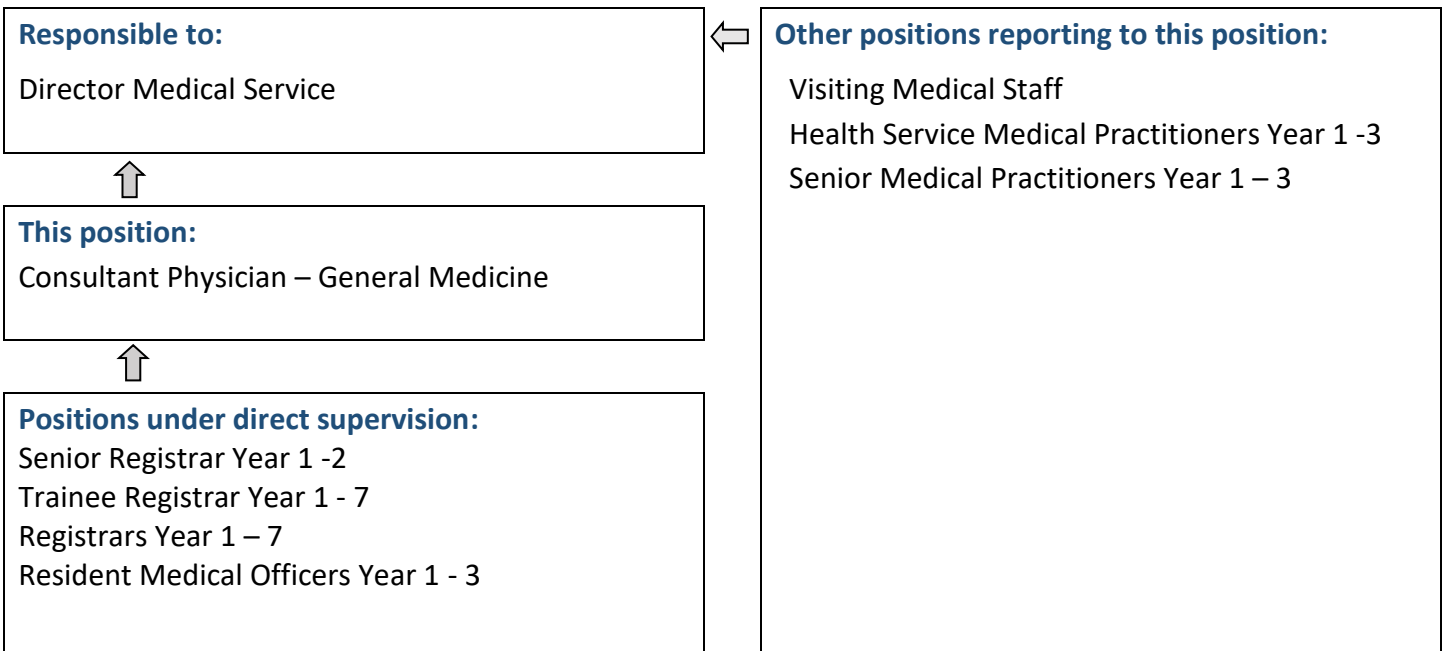 Responsible to:
Director Medical Service
This position:
Consultant Physician – General Medicine
Positions under direct supervision:
Senior Registrar Year 1 -2
Trainee Registrar Year 1 - 7
Registrars Year 1 – 7
Resident Medical Officers Year 1 - 3
Other positions reporting to this position:
Visiting Medical Staff
Health Service Medical Practitioners Year 1 -3
Senior Medical Practitioners Year 1 – 3